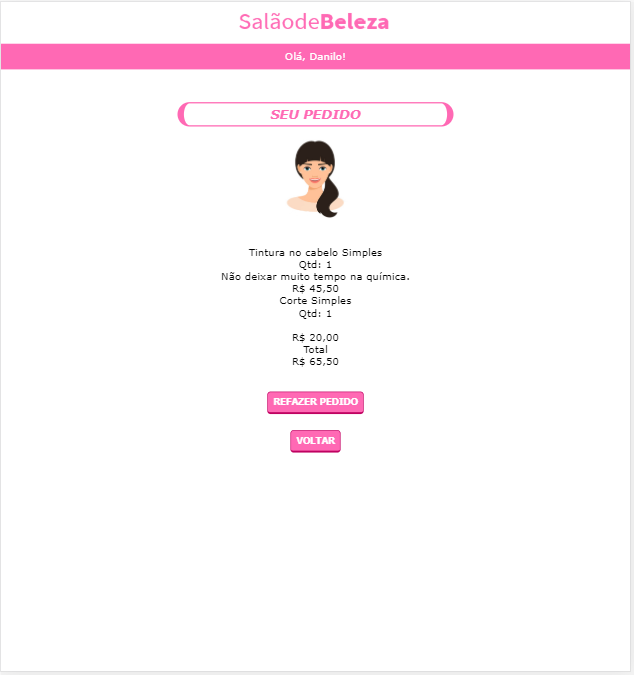 SalãodeBeleza
Olá, Danilo!
SEU PEDIDO
Tintura no cabelo Simples
Qtd: 1
Não deixar muito tempo na química.
R$ 45,50
Corte Simples
Qtd: 1
R$ 20,00
Total
R$ 65,50
REFAZER PEDIDO
VOLTAR